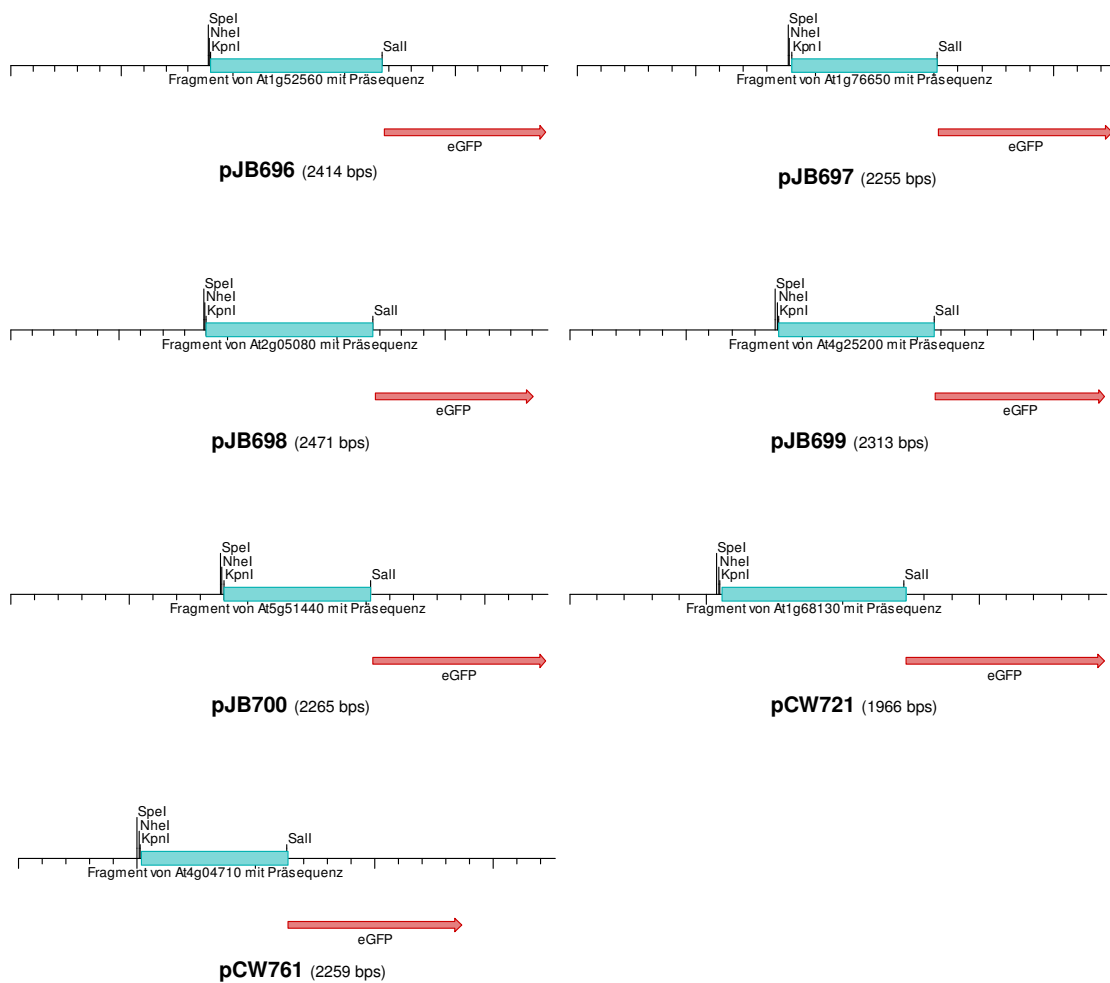 SpeI
NheI
KpnI
SalI
Fragment von At1g52560 mit Präsequenz
eGFP
pJB696 (2414 bps)
SpeI
NheI
KpnI
SalI
Fragment von At1g76650 mit Präsequenz
eGFP
pJB697 (2255 bps)
SpeI
NheI
KpnI
SalI
Fragment von At2g05080 mit Präsequenz
eGFP
pJB698 (2471 bps)
SpeI
NheI
KpnI
SalI
Fragment von At4g25200 mit Präsequenz
eGFP
pJB699 (2313 bps)
SpeI
NheI
KpnI
SalI
Fragment von At5g51440 mit Präsequenz
eGFP
pJB700 (2265 bps)
SpeI
NheI
KpnI
SalI
Fragment von At1g68130 mit Präsequenz
eGFP
pCW721 (1966 bps)
SpeI
NheI
KpnI
SalI
Fragment von At4g04710 mit Präsequenz
eGFP
pCW761 (2259 bps)